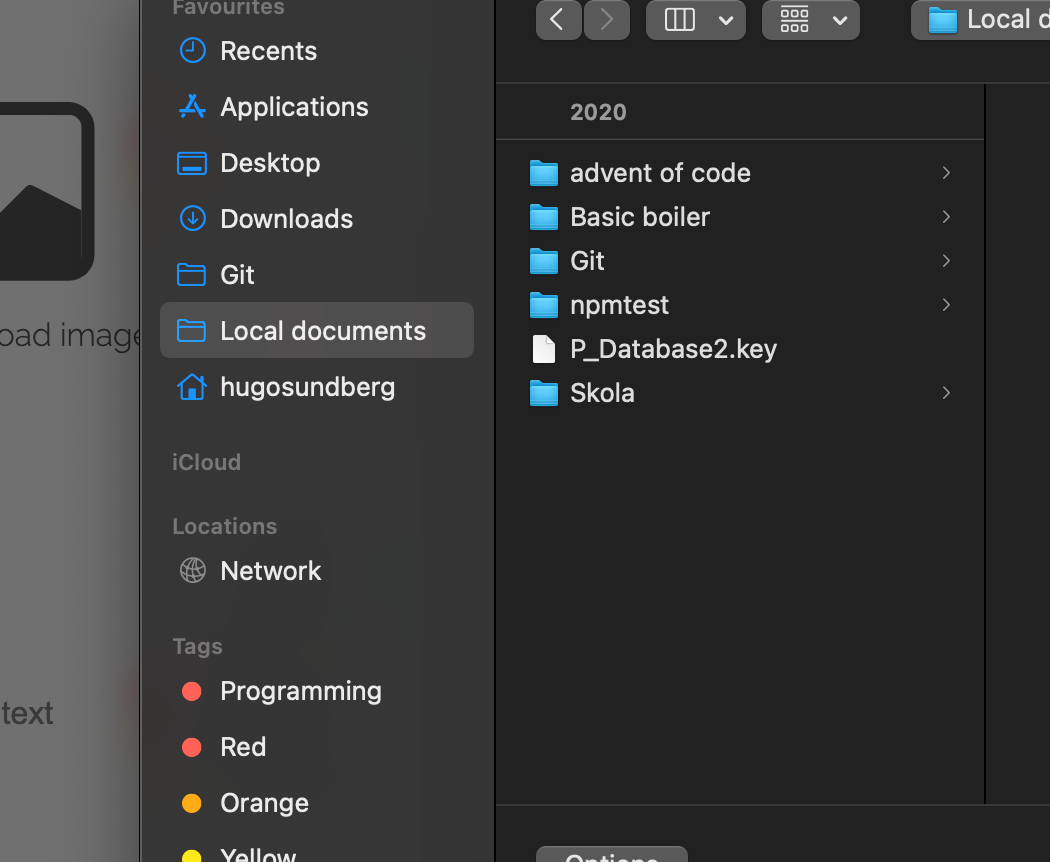 Favourites
Recents
Applications
Desktop
Downloads
Git
Local documents
hugosundberg
iCloud
Locations
Network
Tags
Programming
Red
Orange
Yellow
Local d
2020
advent of code
Basic boiler
Git
npmtest
P_Database2.key
Skola
Options
oad image
text